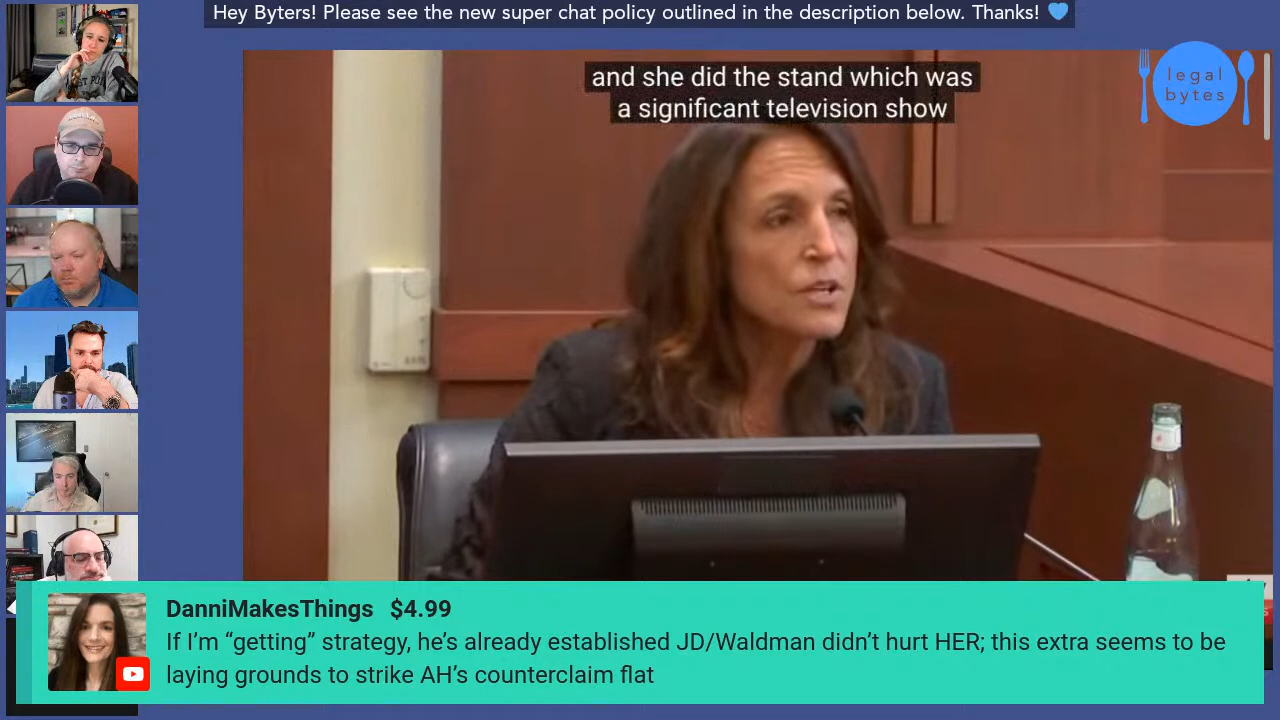 Hey Byters! Please see the new super chat policy outlined in the description below. Thanks! 💙
and she did the stand which was
a significant television show
legal
bytes
DanniMakesThings $4.99
If I'm “getting” strategy, he's already established JD/Waldman didn't hurt HER; this extra seems to be
laying grounds to strike AH's counterclaim flat